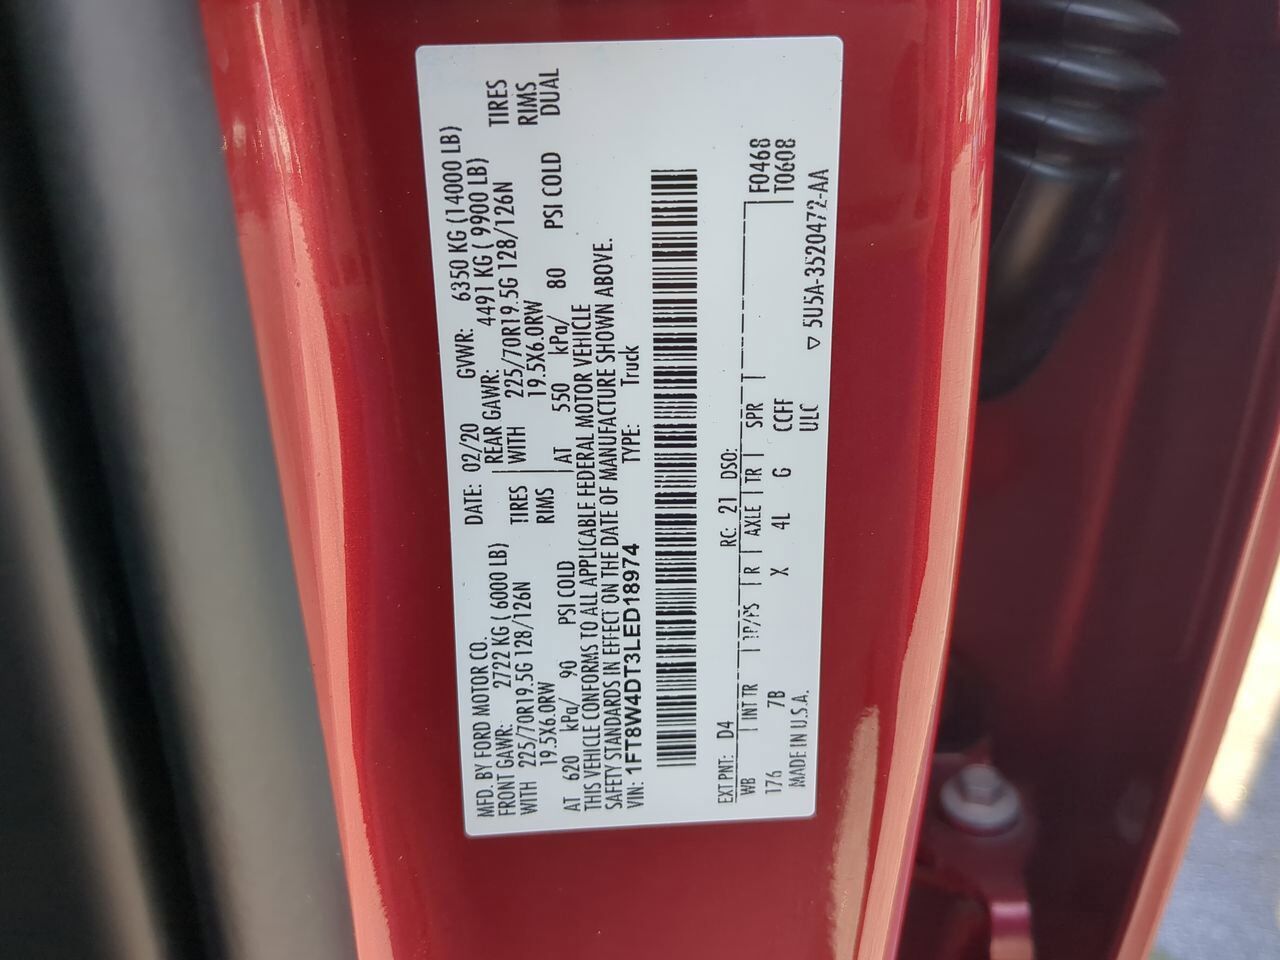 MFD. BY FORD MOTOR CO.
DATE: 02/20 GVWR: 6350 KG (14000 LB)
FRONT GAWR: 2722 KG ( 6000 LB) REAR GAWR: 4491 KG ( 9900 LB)
WITH 225/70R19.5G 128/126N TIRES WITH 225/70R19.5G 128/126N TIRES
19.5X6.0RW RIMS 19.5X6.0RW RIMS
AT 620 kPa/ 90 PSI COLD AT 550 kPa/ 80 PSI COLD DUAL
THIS VEHICLE CONFORMS TO ALL APPLICABLE FEDERAL MOTOR VEHICLE
SAFETY STANDARDS IN EFFECT ON THE DATE OF MANUFACTURE SHOWN ABOVE.
VIN: 1FT8W4DT3LED18974 TYPE: Truck
EXT PNT: D4 RC: 21 DSO: F0468
WB INT TR TP/PS R AXLE TR SPR T0608
176 7B X 4L G CCFF
MADE IN U.S.A. ULC ▽ 5U5A-3520472-AA